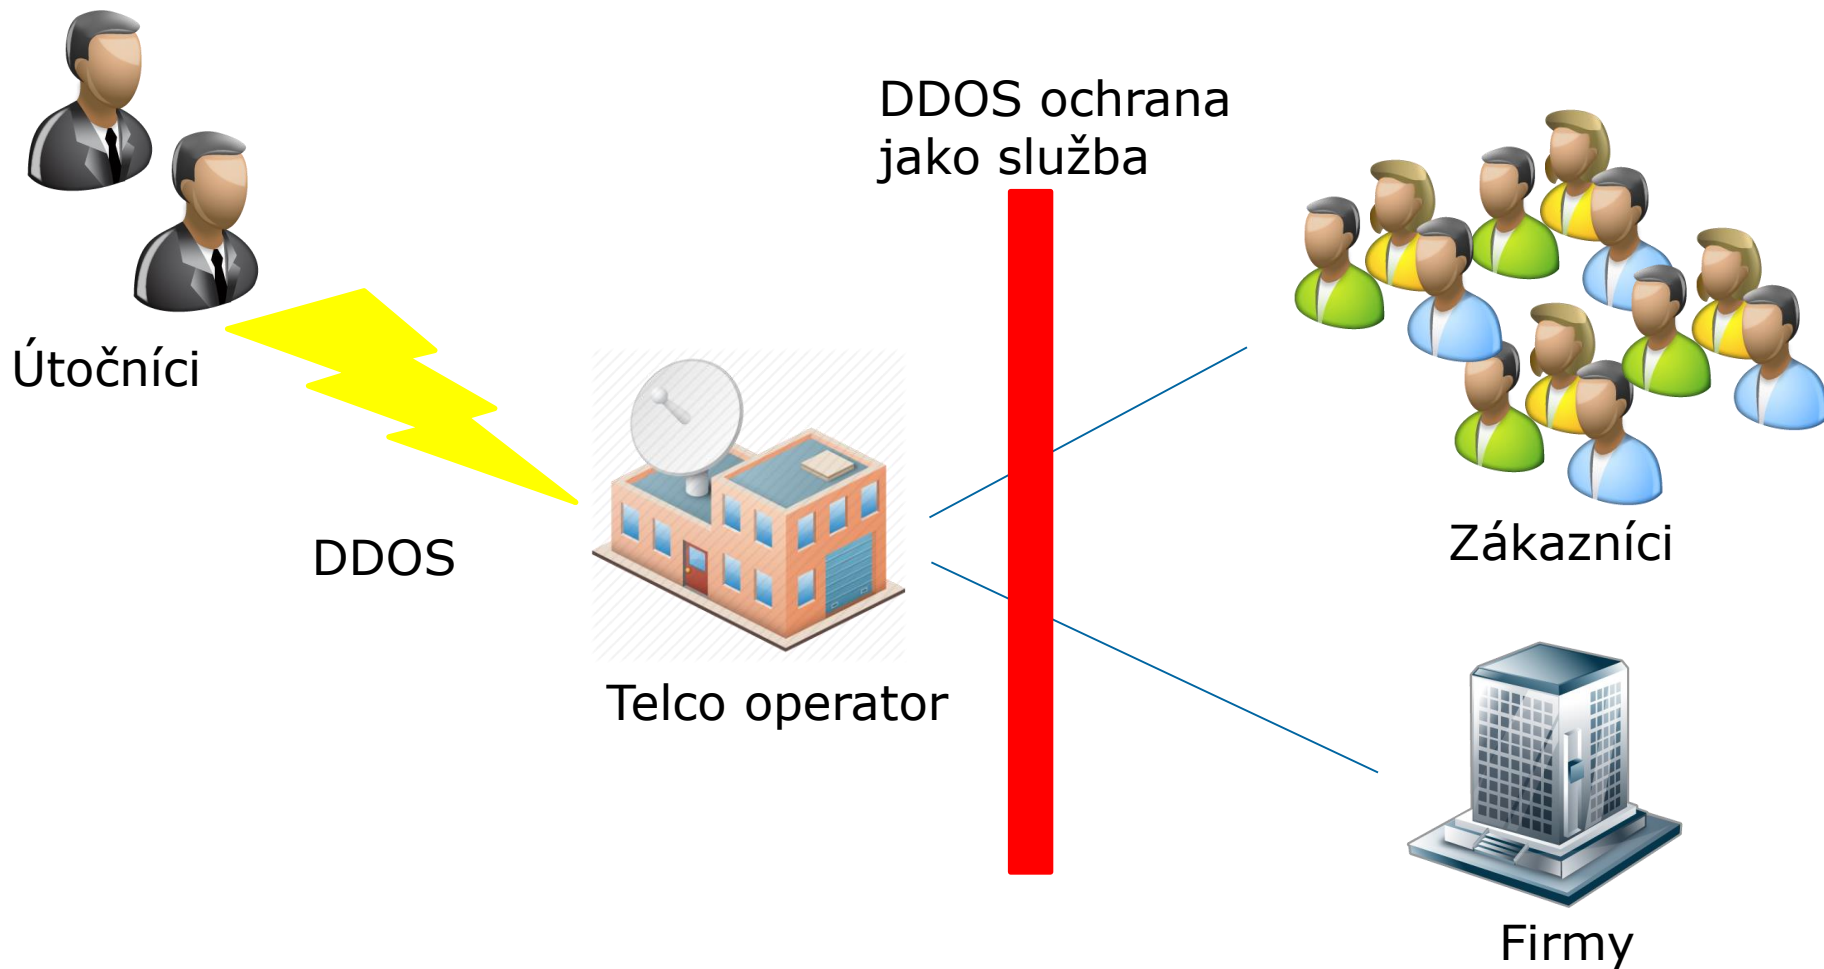 DDOS ochrana
jako služba
Útočníci
DDOS
Telco operator
Zákazníci
Firmy